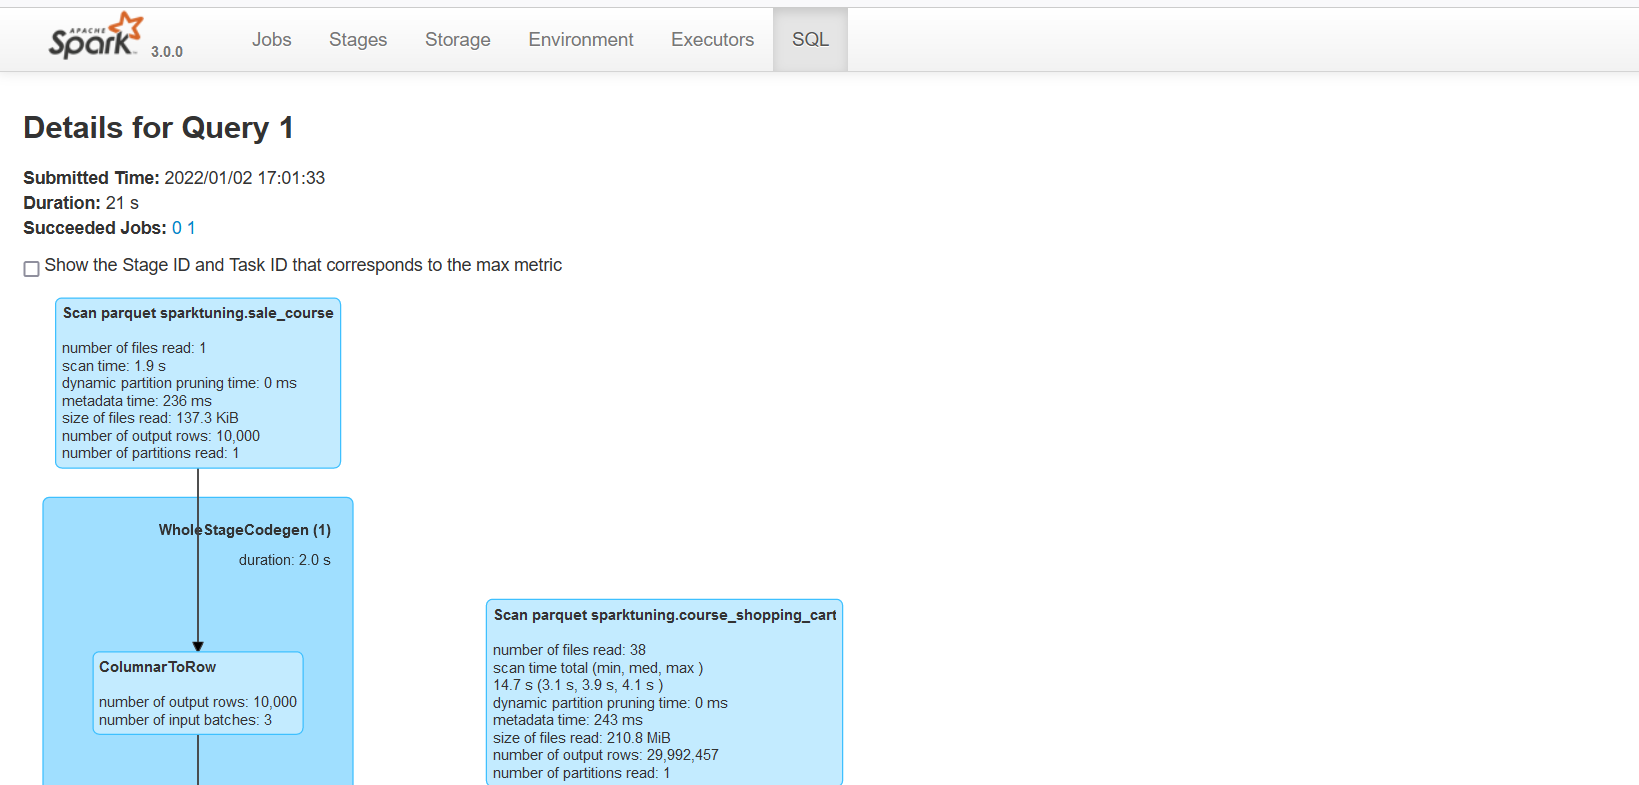 APACHE
Spark 3.0.0
Jobs
Stages
Storage
Environment
Executors
SQL
Details for Query 1
Submitted Time: 2022/01/02 17:01:33
Duration: 21 s
Succeeded Jobs: 0 1
Show the Stage ID and Task ID that corresponds to the max metric
Scan parquet sparktuning.sale_course
number of files read: 1
scan time: 1.9 s
dynamic partition pruning time: 0 ms
metadata time: 236 ms
size of files read: 137.3 KiB
number of output rows: 10,000
number of partitions read: 1
WholeStageCodegen (1)
duration: 2.0 s
ColumnarToRow
number of output rows: 10,000
number of input batches: 3
Scan parquet sparktuning.course_shopping_cart
number of files read: 38
scan time total (min, med, max )
14.7 s (3.1 s, 3.9 s, 4.1 s )
dynamic partition pruning time: 0 ms
metadata time: 243 ms
size of files read: 210.8 MiB
number of output rows: 29,992,457
number of partitions read: 1